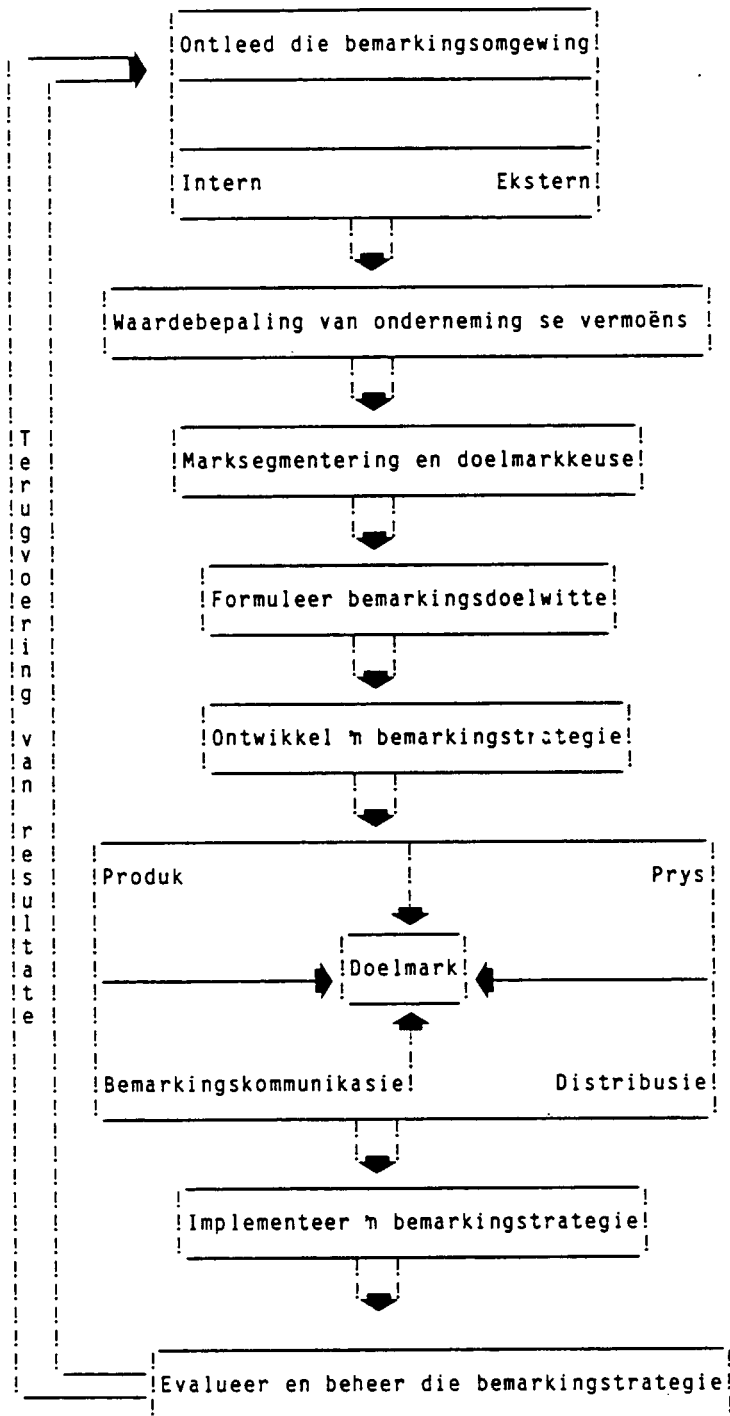 Ontleed die bemarkingsomgewing
Intern Ekstern
Waardebepaling van onderneming se vermoëns
Marksegmentering en doelmarkkeuse
Formuleer bemarkingsdoelwitte
Ontwikkel 'n bemarkingstrategie
Produk Prys
Doelmark
Bemarkingskommunikasie Distribusie
Implementeer 'n bemarkingstrategie
Evalueer en beheer die bemarkingstrategie
Terugvoering van resultate